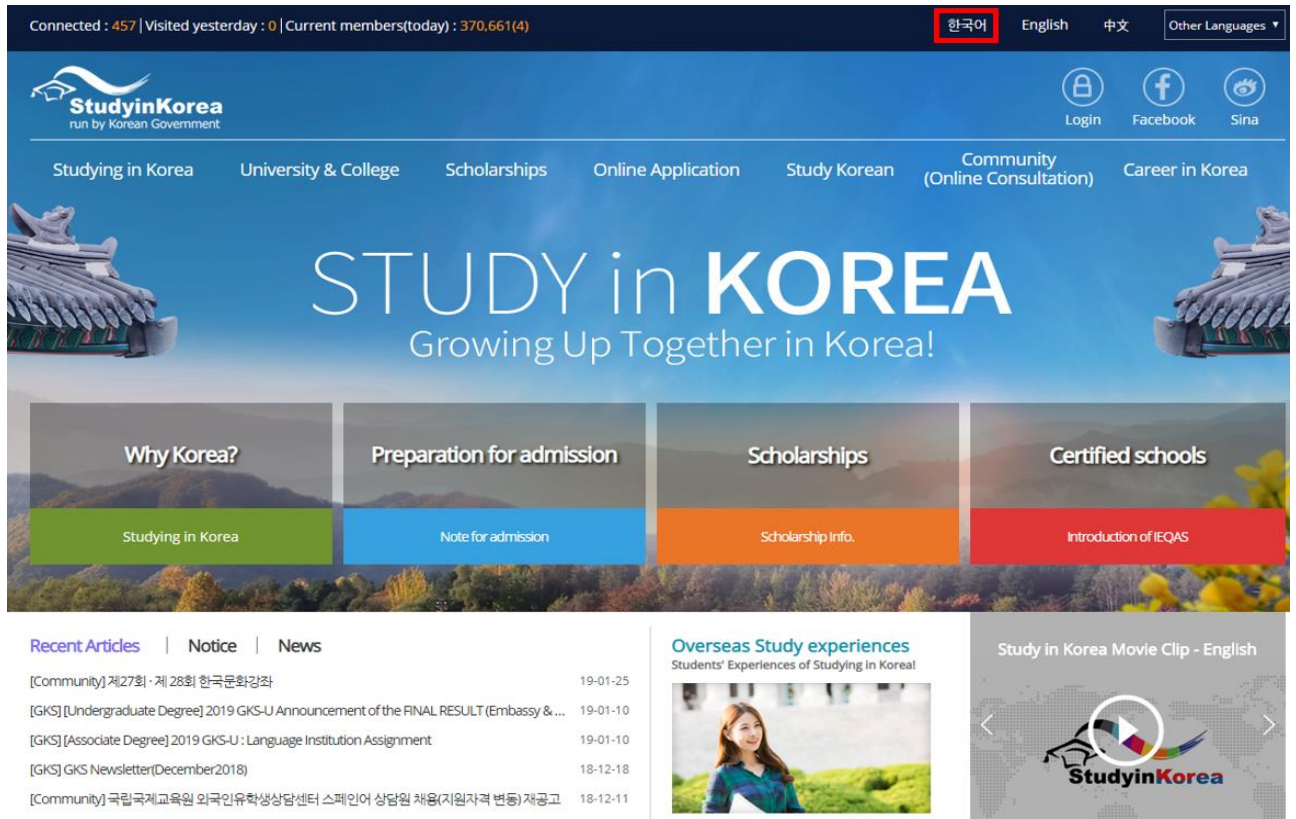 Connected : 457 | Visited yesterday : 0 | Current members(today) : 370,661(4)
한국어 English 中文 Other Languages ▼
StudyinKorea
run by Korean Government
Login Facebook Sina
Studying in Korea University & College Scholarships Online Application Study Korean Community (Online Consultation) Career in Korea
STUDY in KOREA
Growing Up Together in Korea!
Why Korea?
Studying in Korea
Preparation for admission
Note for admission
Scholarships
Scholarship Info.
Certified schools
Introduction of IEQAS
Recent Articles | Notice | News
[Community] 제27회 · 제 28회 한국문화강좌 19-01-25
[GKS] [Undergraduate Degree] 2019 GKS-U Announcement of the FINAL RESULT (Embassy & ... 19-01-10
[GKS] [Associate Degree] 2019 GKS-U : Language Institution Assignment 19-01-10
[GKS] GKS Newsletter(December2018) 18-12-18
[Community] 국립국제교육원 외국인유학생상담센터 스페인어 상담원 채용(지원자격 변동) 재공고 18-12-11
Overseas Study experiences
Students' Experiences of Studying in Korea!
Study in Korea Movie Clip - English
StudyinKorea